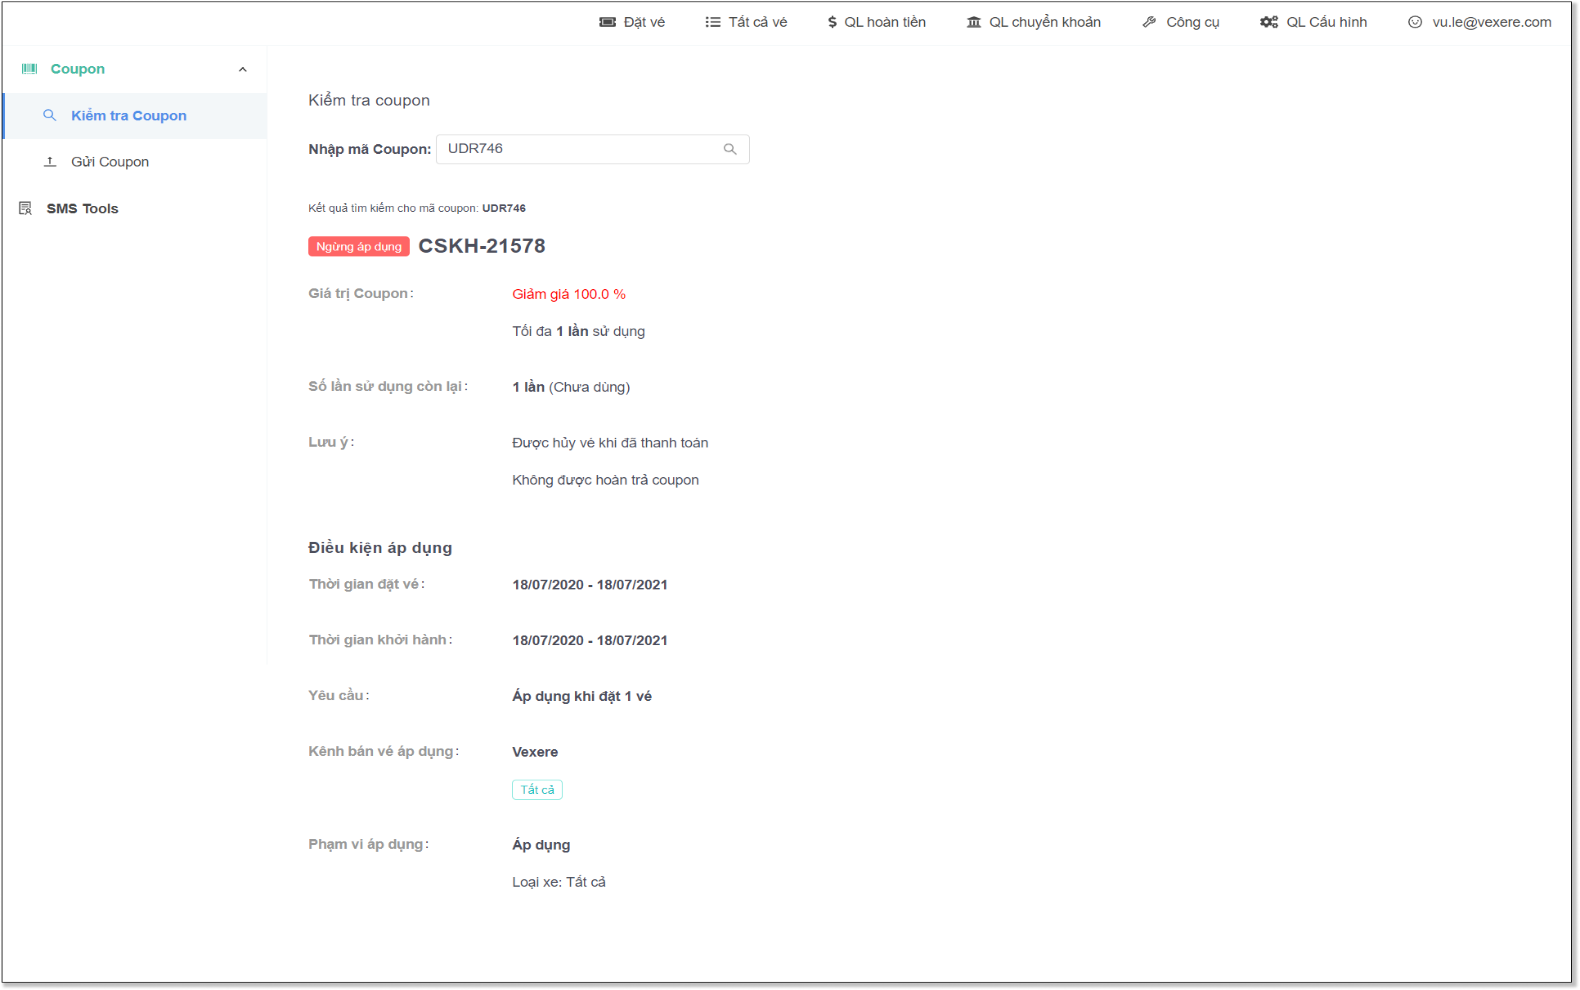 Đặt vé
Tất cả vé
QL hoàn tiền
QL chuyển khoản
Công cụ
QL Cấu hình
vu.le@vexere.com
Coupon
Kiểm tra Coupon
Gửi Coupon
SMS Tools
Kiểm tra coupon
Nhập mã Coupon: UDR746
Kết quả tìm kiếm cho mã coupon: UDR746
Ngừng áp dụng CSKH-21578
Giá trị Coupon: Giảm giá 100.0 %
Tối đa 1 lần sử dụng
Số lần sử dụng còn lại: 1 lần (Chưa dùng)
Lưu ý: Được hủy vé khi đã thanh toán
Không được hoàn trả coupon
Điều kiện áp dụng
Thời gian đặt vé: 18/07/2020 - 18/07/2021
Thời gian khởi hành: 18/07/2020 - 18/07/2021
Yêu cầu: Áp dụng khi đặt 1 vé
Kênh bán vé áp dụng: Vexere
Tất cả
Phạm vi áp dụng: Áp dụng
Loại xe: Tất cả